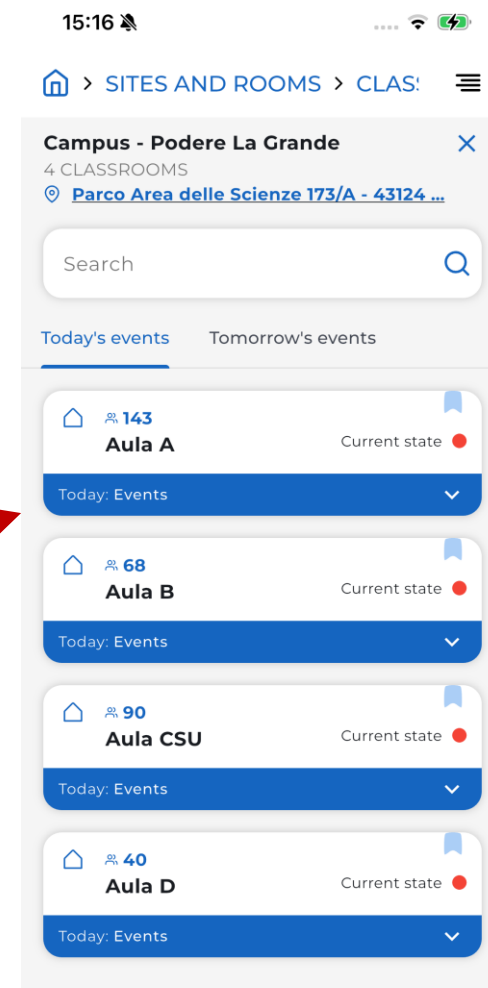 15:16
> SITES AND ROOMS > CLAS
Campus - Podere La Grande
4 CLASSROOMS
Parco Area delle Scienze 173/A - 43124 ...
Search
Today's events Tomorrow's events
143
Aula A Current state
Today: Events
68
Aula B Current state
Today: Events
90
Aula CSU Current state
Today: Events
40
Aula D Current state
Today: Events